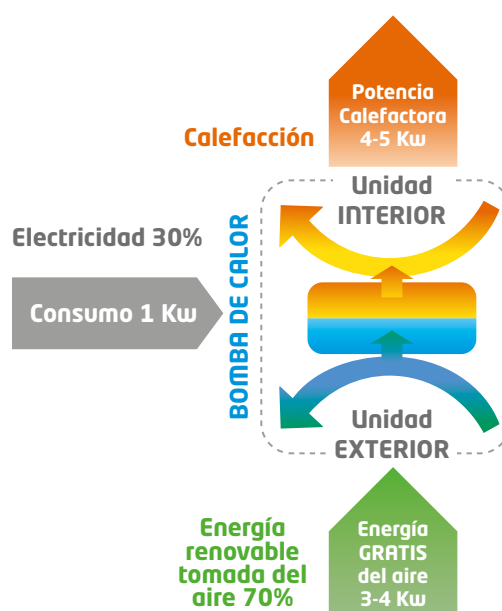 Potencia
Calefactora
4-5 Kw
Calefacción
Unidad
INTERIOR
Electricidad 30%
Consumo 1 Kw
BOMBA DE CALOR
Unidad
EXTERIOR
Energía
renovable
tomada del
aire 70%
Energía
GRATIS
del aire
3-4 Kw